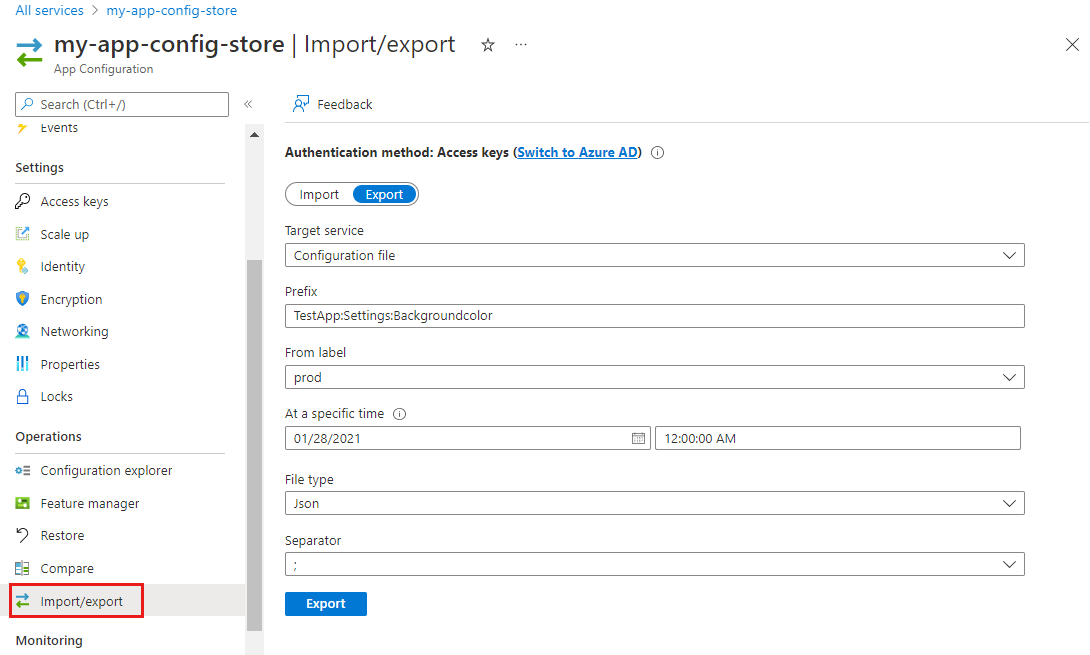 All services > my-app-config-store
my-app-config-store | Import/export
App Configuration
Search (Ctrl+/)
Events
Settings
Access keys
Scale up
Identity
Encryption
Networking
Properties
Locks
Operations
Configuration explorer
Feature manager
Restore
Compare
Import/export
Monitoring
Feedback
Authentication method: Access keys (Switch to Azure AD)
Import Export
Target service
Configuration file
Prefix
TestApp:Settings:Backgroundcolor
From label
prod
At a specific time
01/28/2021 12:00:00 AM
File type
Json
Separator
;
Export